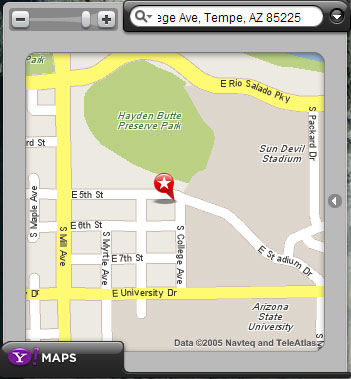 ege Ave, Tempe, AZ 85225
Park
E Rio Salado Pky
Hayden Butte
Preserve Park
S Packard Dr
rd St
Sun Devil
Stadium
S Maple Ave
E 5th St
S Mill Ave
E 6th St
S Myrtle Ave
S College Ave
E Stadium Dr
E 7th St
E University Dr
Arizona
State
University
Data ©2005 Navteq and TeleAtlas
Y! MAPS